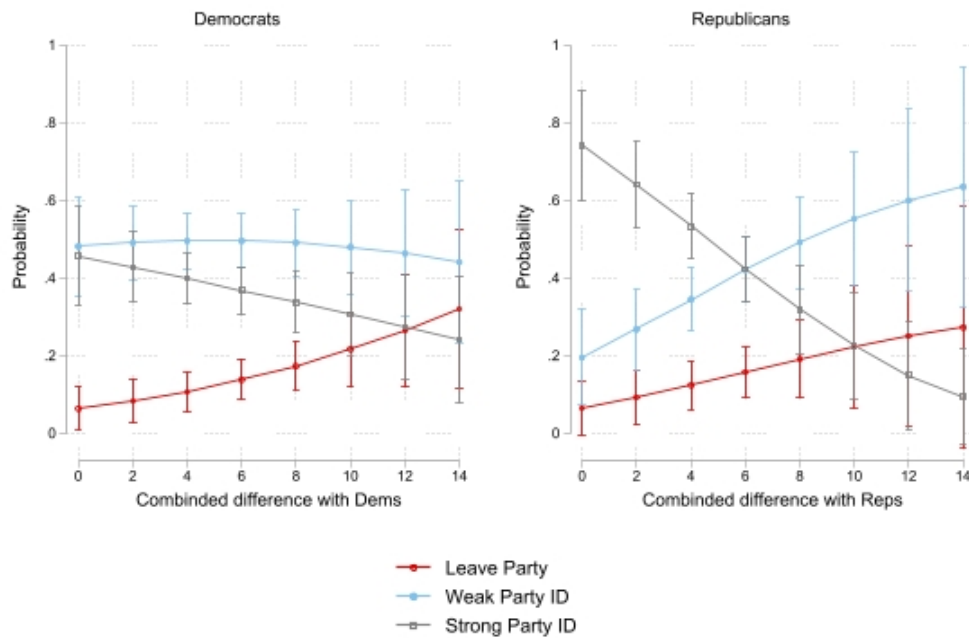 Democrats
Republicans
Probability
1
.8
.6
.4
.2
0
0 2 4 6 8 10 12 14
Combinded difference with Dems
Probability
1
.8
.6
.4
.2
0
0 2 4 6 8 10 12 14
Combinded difference with Reps
Leave Party
Weak Party ID
Strong Party ID